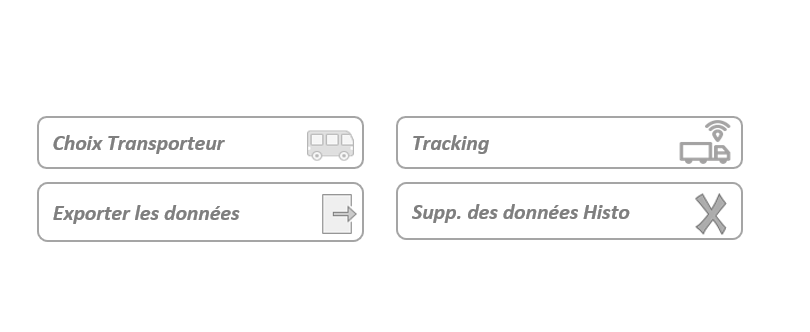 Choix Transporteur
Tracking
Exporter les données
Supp. des données Histo